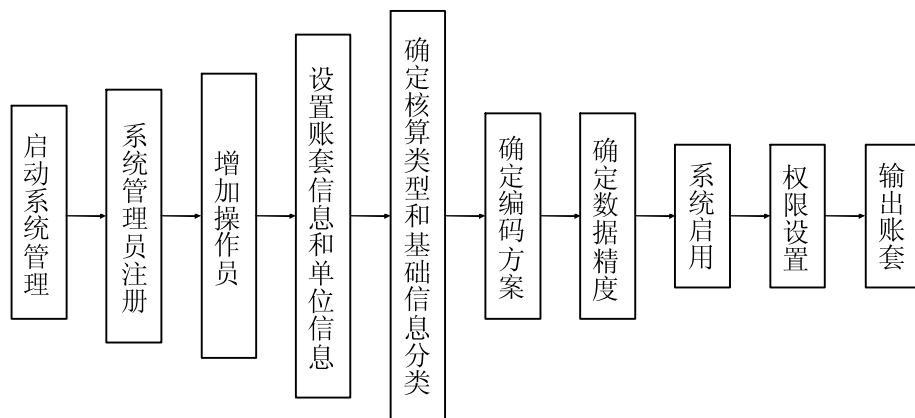 启动系统管理
系统管理员注册
增加操作员
设置账套信息和单位信息
确定核算类型和基础信息分类
确定编码方案
确定数据精度
系统启用
权限设置
输出账套